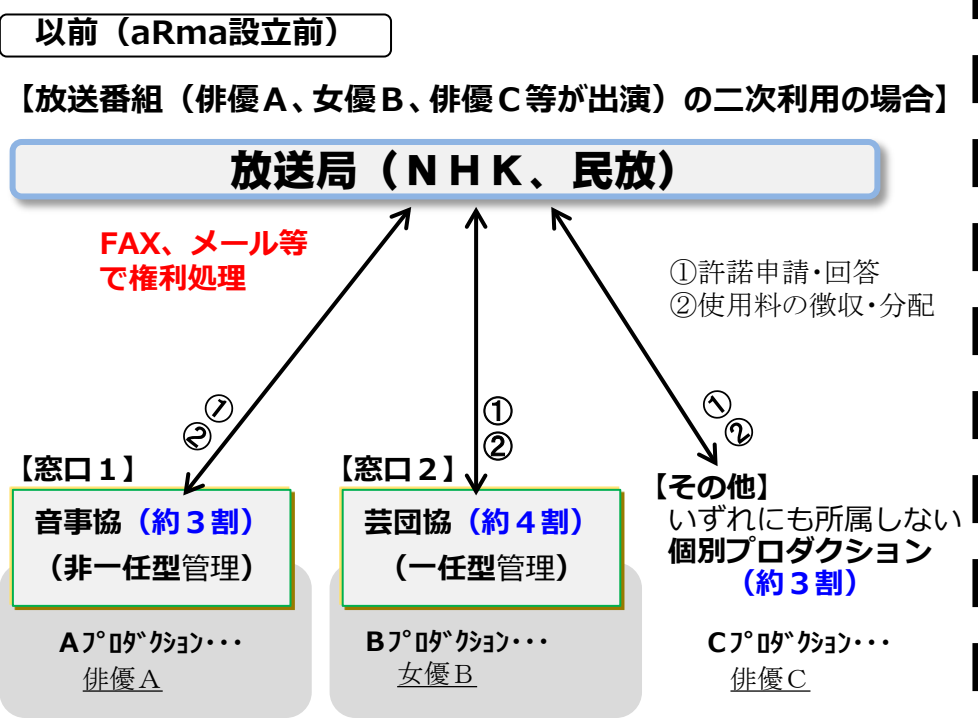 以前（aRma設立前）
【放送番組（俳優Ａ、女優Ｂ、俳優Ｃ等が出演）の二次利用の場合】
放送局（ＮＨＫ、民放）
FAX、メール等
で権利処理
①許諾申請･回答
②使用料の徴収･分配
①
②
①
②
①
②
【窓口１】
音事協（約３割）
（非一任型管理）
Aﾌﾟﾛﾀﾞｸｼｮﾝ･･･
俳優Ａ
【窓口２】
芸団協（約４割）
（一任型管理）
Bﾌﾟﾛﾀﾞｸｼｮﾝ･･･
女優Ｂ
【その他】
いずれにも所属しない
個別プロダクション
（約３割）
Cﾌﾟﾛﾀﾞｸｼｮﾝ･･･
俳優Ｃ